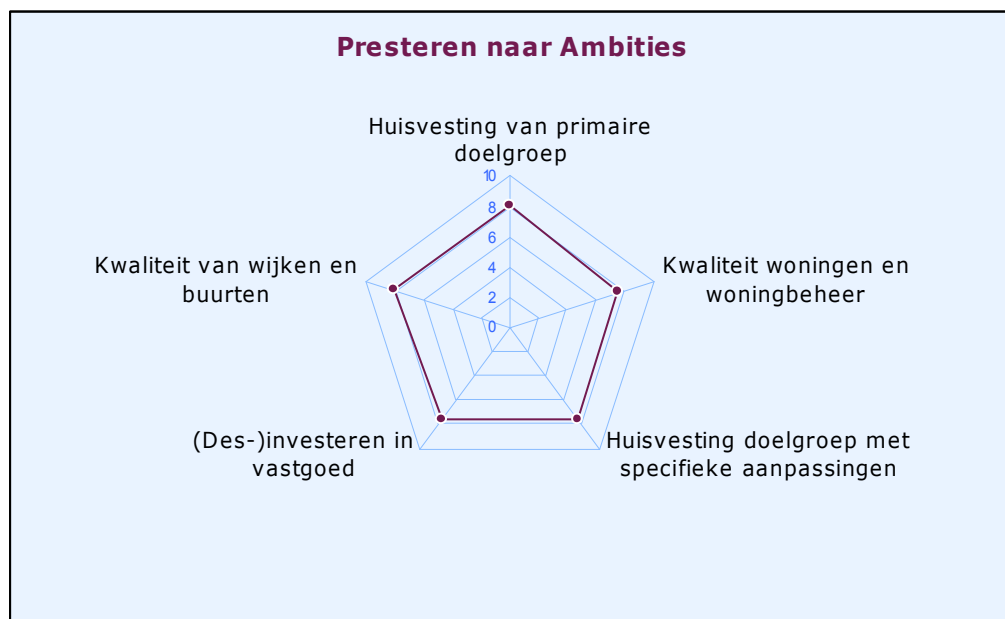 Presteren naar Ambities
Huisvesting van primaire
doelgroep
10
8
6
4
2
0
Kwaliteit van wijken en
buurten
Kwaliteit woningen en
woningbeheer
(Des-)investeren in
vastgoed
Huisvesting doelgroep met
specifieke aanpassingen